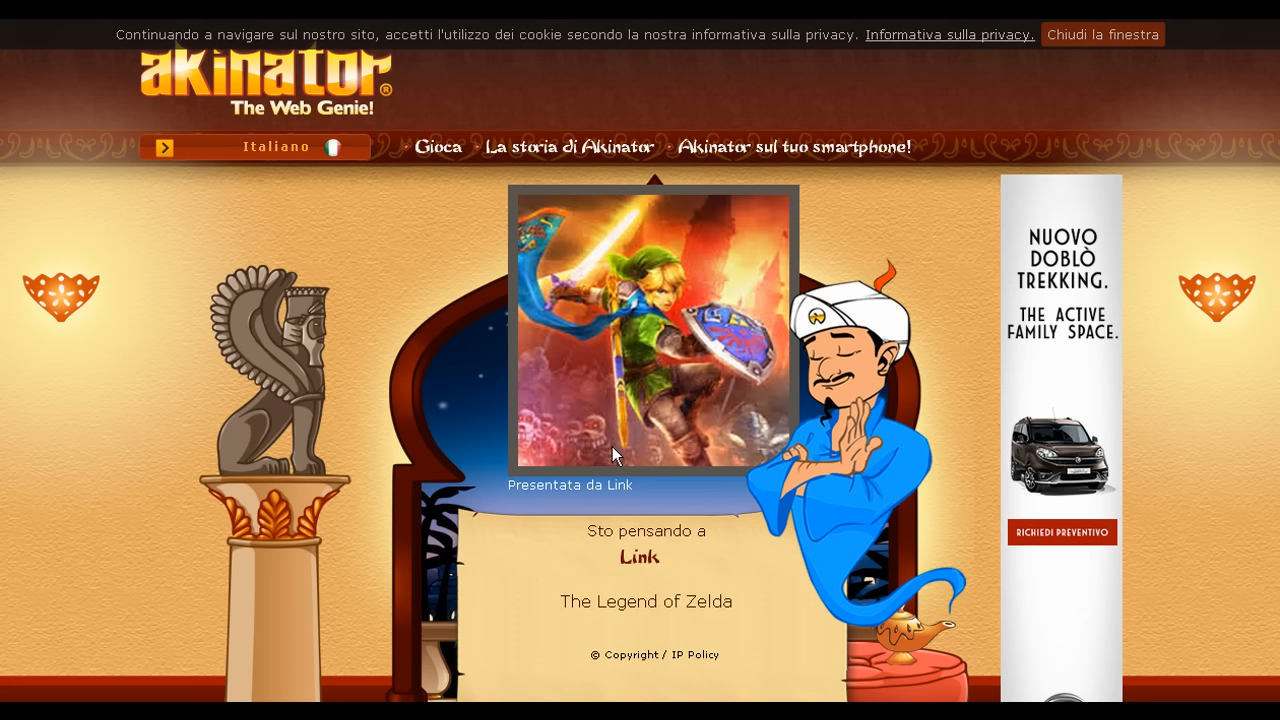 Continuando a navigare sul nostro sito, accetti l'utilizzo dei cookie secondo la nostra informativa sulla privacy. Informativa sulla privacy. Chiudi la finestra
akinator®
The Web Genie!
Italiano
· Gioca · La storia di Akinator · Akinator sul tuo smartphone!
NUOVO
DOBLÒ
TREKKING.
THE ACTIVE
FAMILY SPACE.
RICHIEDI PREVENTIVO
Presentata da Link
Sto pensando a
Link
The Legend of Zelda
© Copyright / IP Policy